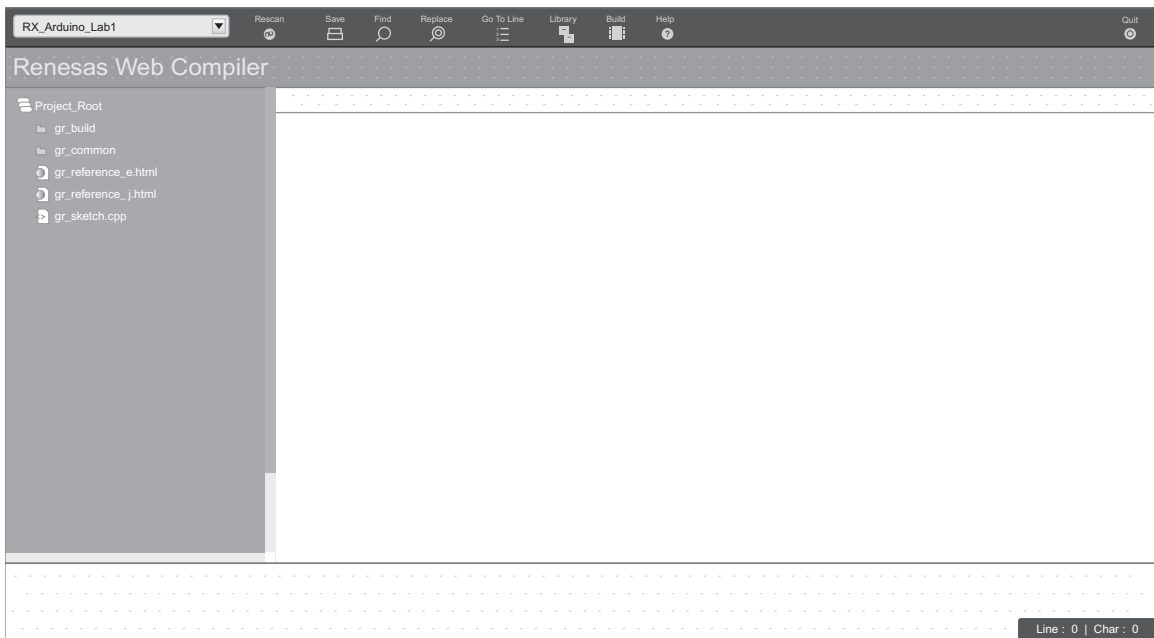 RX_Arduino_Lab1
Rescan Save Find Replace Go To Line Library Build Help Quit
Renesas Web Compiler
Project_Root
gr_build
gr_common
gr_reference_e.html
gr_reference_j.html
gr_sketch.cpp
Line : 0 | Char : 0